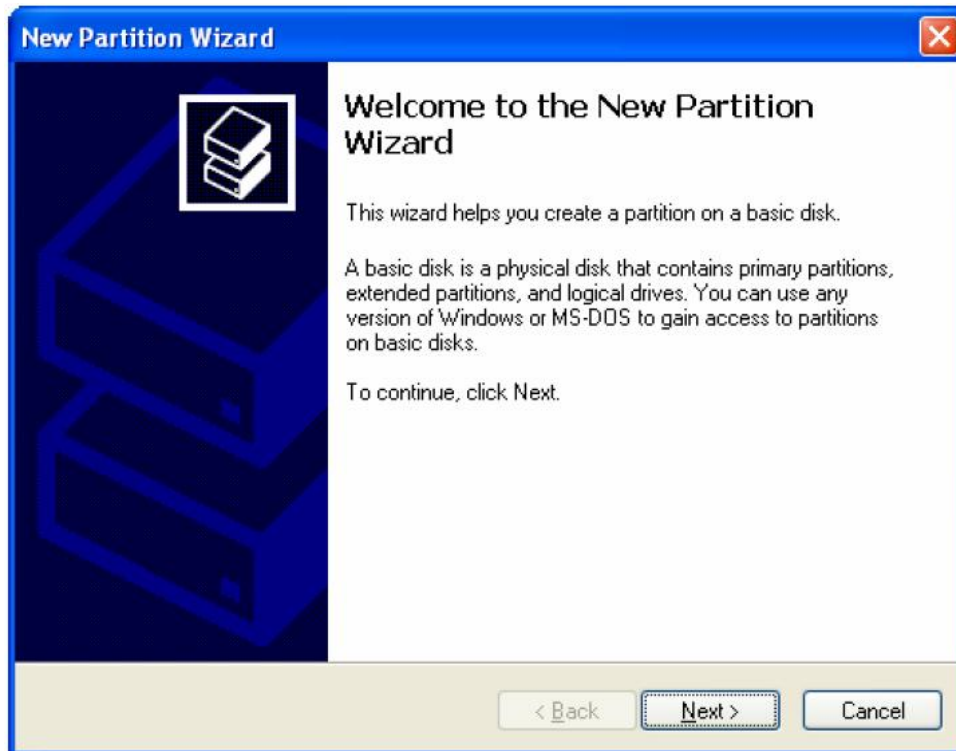 New Partition Wizard
Welcome to the New Partition
Wizard
This wizard helps you create a partition on a basic disk.
A basic disk is a physical disk that contains primary partitions,
extended partitions, and logical drives. You can use any
version of Windows or MS-DOS to gain access to partitions
on basic disks.
To continue, click Next.
< Back
Next >
Cancel